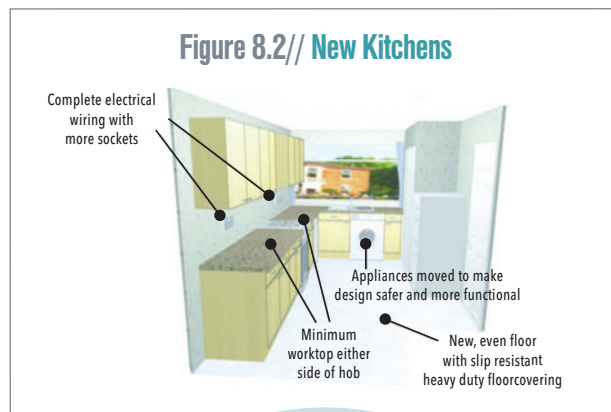 Figure 8.2// New Kitchens
Complete electrical
wiring with
more sockets
Appliances moved to make
design safer and more functional
Minimum
worktop either
side of hob
New, even floor
with slip resistant
heavy duty floorcovering